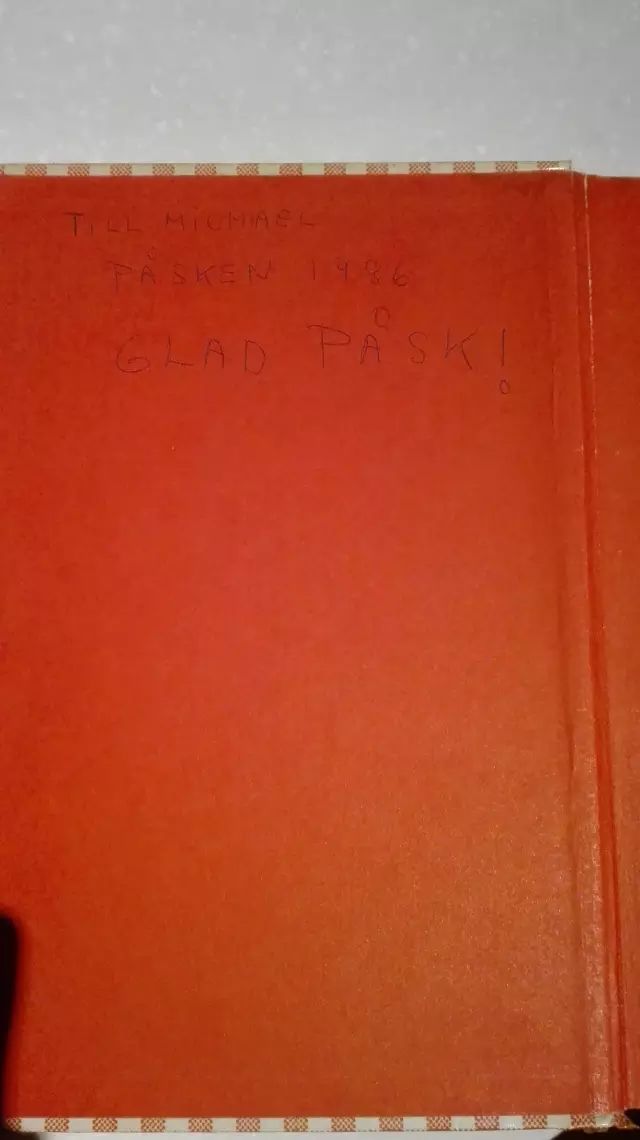 TILL MICHAEL
PÅSKEN 1986
GLAD PÅSK!